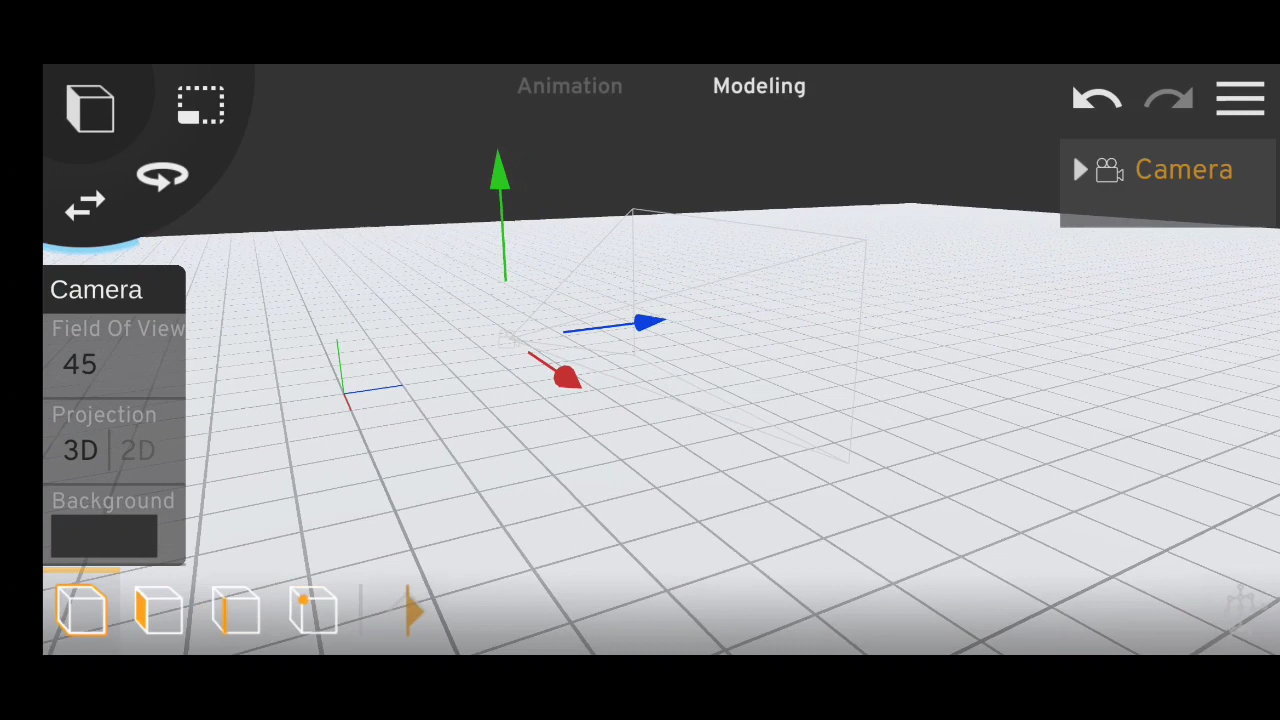 Animation
Modeling
Camera
Camera
Field Of View
45
Projection
3D | 2D
Background